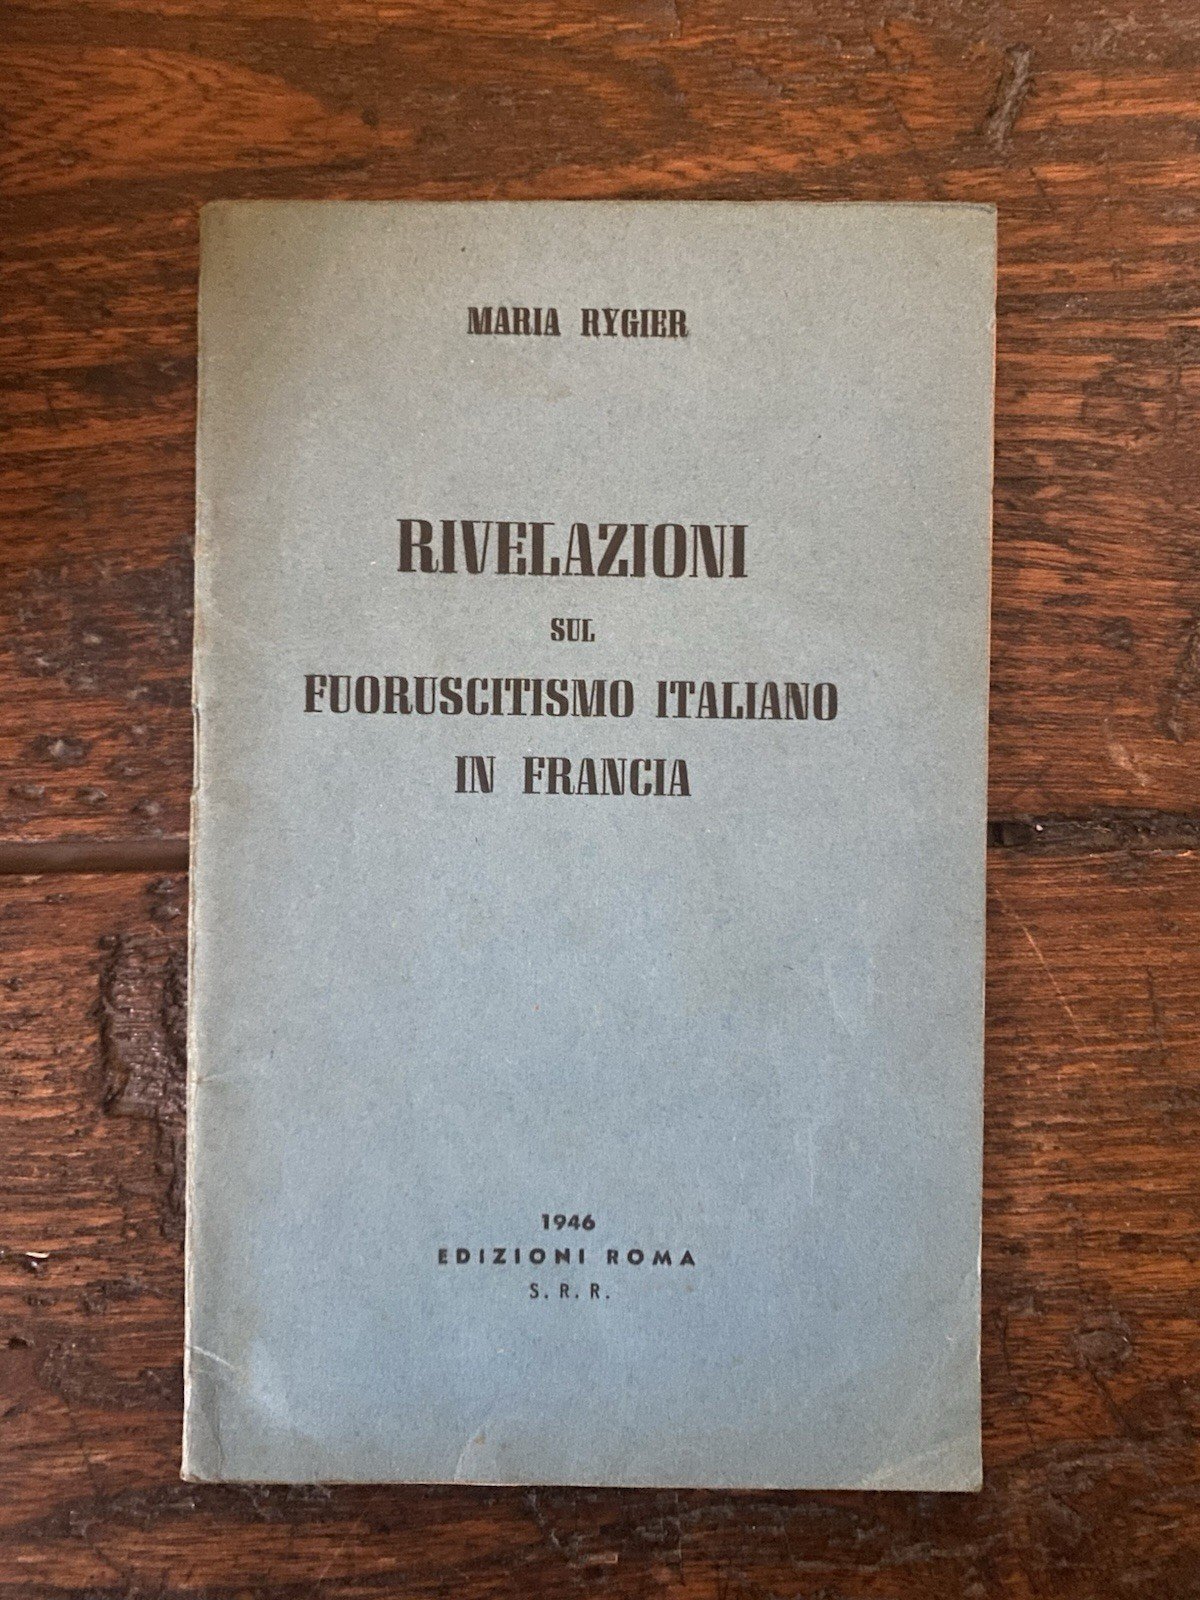 MARIA RYGIER
RIVELAZIONI
SUL
FUORUSCITISMO ITALIANO
IN FRANCIA
1946
EDIZIONI ROMA
S. R. R.